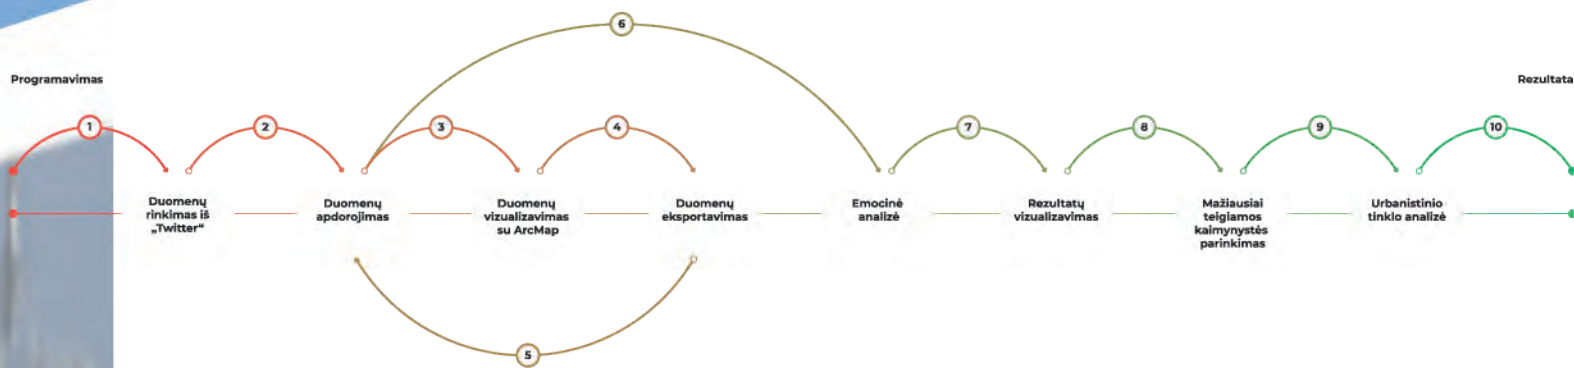 6
Programavimas
Rezultata
1
2
3
4
7
8
9
10
Duomenų
rinkimas iš
„Twitter“
Duomenų
apdorojimas
Duomenų
vizualizavimas
su ArcMap
Duomenų
eksportavimas
Emocinė
analizė
Rezultatų
vizualizavimas
Mažiausiai
teigiamos
kaimynystės
parinkimas
Urbanistinio
tinklo analizė
5